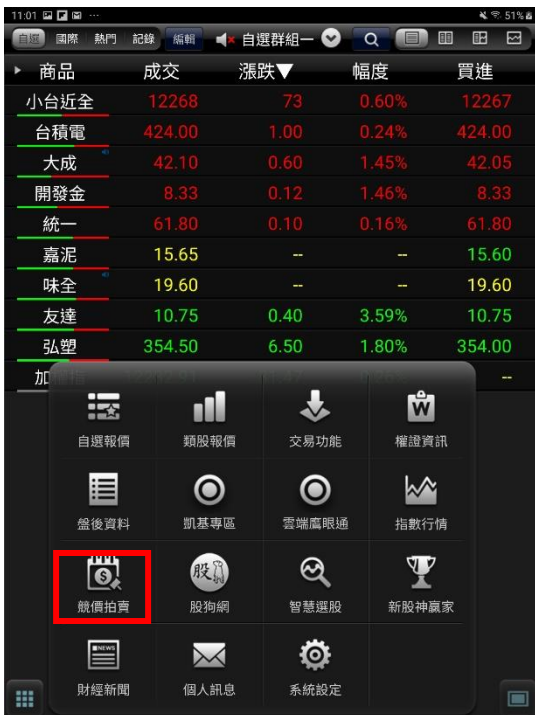 11:01 ... 51%
自選 國際 熱門 記錄 編輯 自選群組一
商品 成交 漲跌▼ 幅度 買進
小台近全 12268 73 0.60% 12267
台積電 424.00 1.00 0.24% 424.00
大成 42.10 0.60 1.45% 42.05
開發金 8.33 0.12 1.46% 8.33
統一 61.80 0.10 0.16% 61.80
嘉泥 15.65 -- -- 15.60
味全 19.60 -- -- 19.60
友達 10.75 0.40 3.59% 10.75
弘塑 354.50 6.50 1.80% 354.00
加 --
自選報價 類股報價 交易功能 權證資訊
盤後資料 凱基專區 雲端鷹眼通 指數行情
股
競價拍賣 股狗網 智慧選股 新股神贏家
NEWS
財經新聞 個人訊息 系統設定